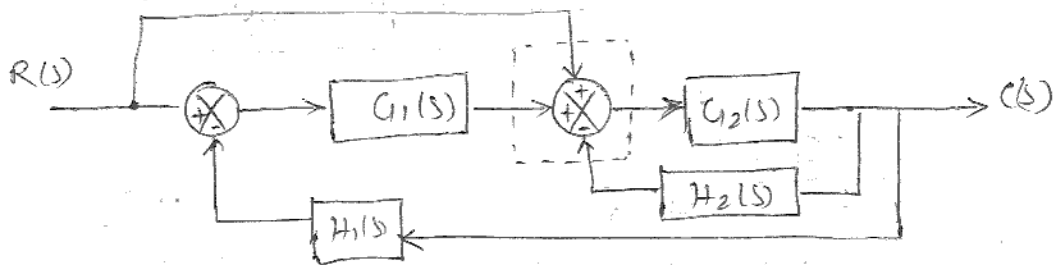 R(s)
+
-
G1(s)
+
+
-
G2(s)
C(s)
H2(s)
H1(s)